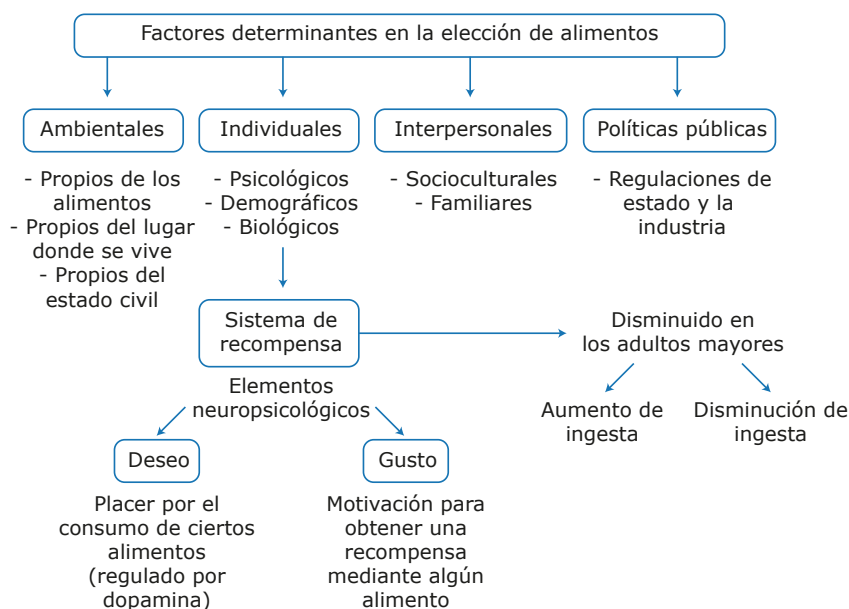 Factores determinantes en la elección de alimentos
Ambientales
- Propios de los
alimentos
- Propios del lugar
donde se vive
- Propios del
estado civil
Individuales
- Psicológicos
- Demográficos
- Biológicos
Interpersonales
- Socioculturales
- Familiares
Políticas públicas
- Regulaciones de
estado y la
industria
Sistema de
recompensa
Disminuido en
los adultos mayores
Aumento de
ingesta
Disminución de
ingesta
Elementos
neuropsicológicos
Deseo
Placer por el
consumo de ciertos
alimentos
(regulado por
dopamina)
Gusto
Motivación para
obtener una
recompensa
mediante algún
alimento